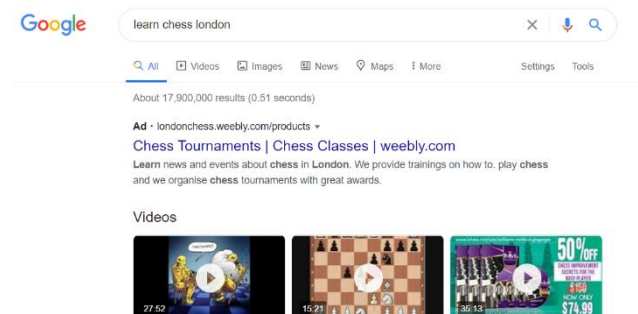 Google
learn chess london
All Videos Images News Maps More Settings Tools
About 17,900,000 results (0.51 seconds)
Ad · londonchess.weebly.com/products
Chess Tournaments | Chess Classes | weebly.com
Learn news and events about chess in London. We provide trainings on how to. play chess
and we organise chess tournaments with great awards.
Videos
50% OFF
CHESS IMPROVEMENT
SECRETS FOR THE
$150
NOW ONLY
$74.99
27:52 15:21 35:13